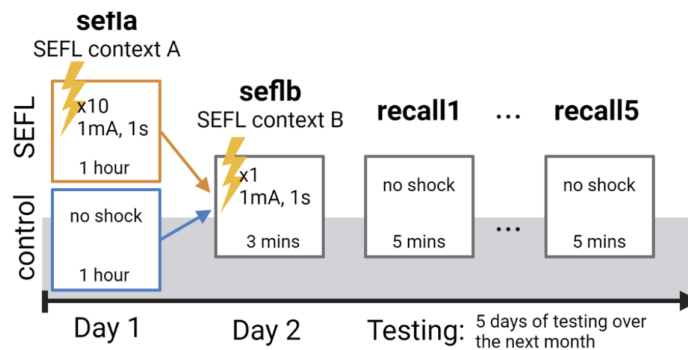 sefla
SEFL context A
SEFL
x10
1mA, 1s
1 hour
control
no shock
1 hour
seflb
SEFL context B
x1
1mA, 1s
3 mins
recall1
...
recall5
no shock
5 mins
...
no shock
5 mins
Day 1
Day 2
Testing:
5 days of testing over
the next month